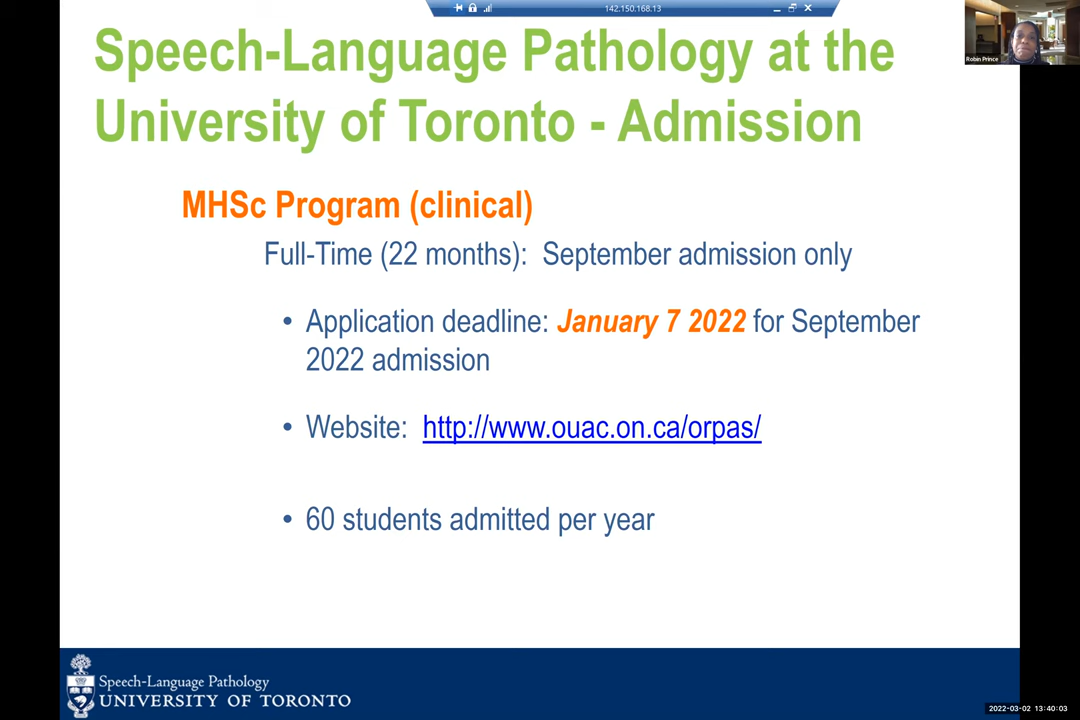 142.150.168.13
Robin Prince
Speech-Language Pathology at the
University of Toronto - Admission
MHSc Program (clinical)
Full-Time (22 months): September admission only
• Application deadline: January 7 2022 for September
2022 admission
• Website: http://www.ouac.on.ca/orpas/
• 60 students admitted per year
Speech-Language Pathology
UNIVERSITY OF TORONTO
2022-03-02 13:40:03